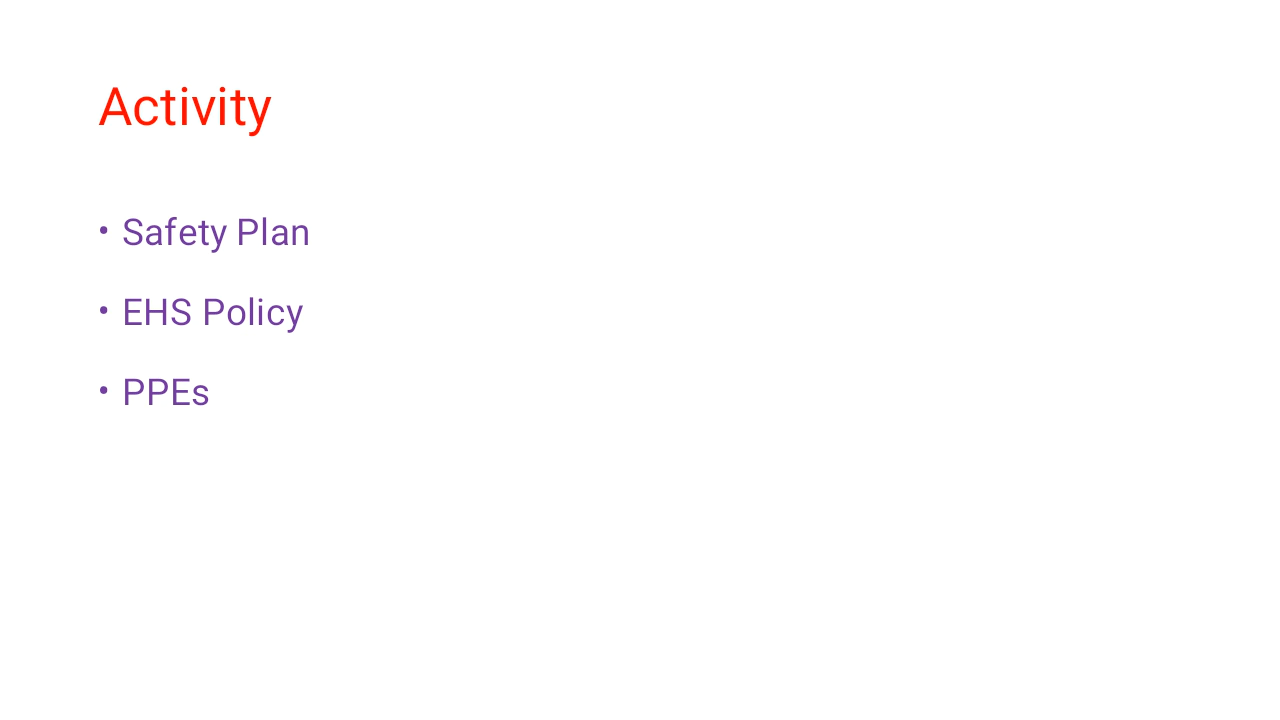 Activity
• Safety Plan
• EHS Policy
• PPEs